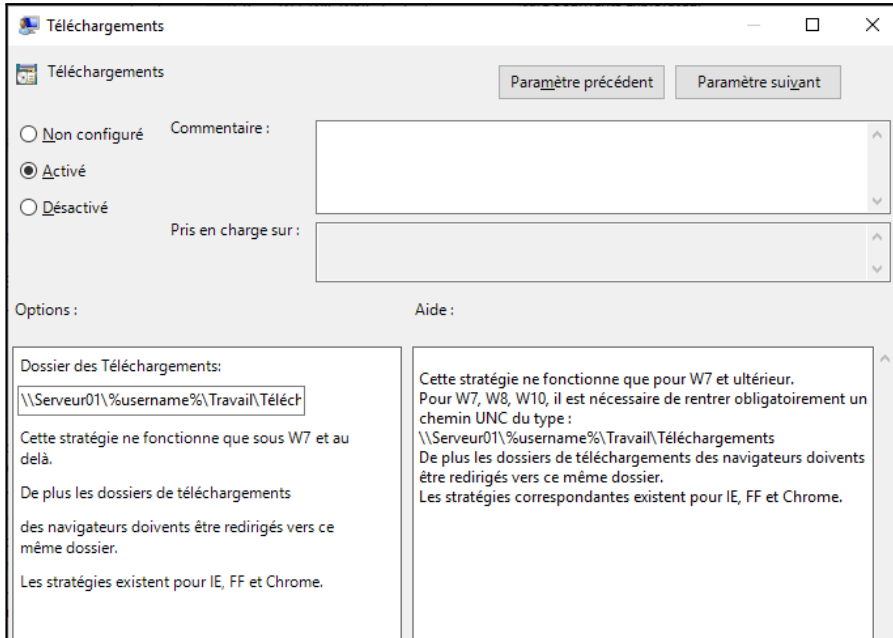 Téléchargements
Téléchargements
Paramètre précédent
Paramètre suivant
Non configuré
Commentaire :
Activé
Désactivé
Pris en charge sur :
Options :
Aide :
Dossier des Téléchargements:
\\Serveur01\%username%\Travail\Téléch
Cette stratégie ne fonctionne que sous W7 et au
delà.
De plus les dossiers de téléchargements
des navigateurs doivents être redirigés vers ce
même dossier.
Les stratégies existent pour IE, FF et Chrome.
Cette stratégie ne fonctionne que pour W7 et ultérieur.
Pour W7, W8, W10, il est nécessaire de rentrer obligatoirement un
chemin UNC du type :
\\Serveur01\%username%\Travail\Téléchargements
De plus les dossiers de téléchargements des navigateurs doivents
être redirigés vers ce même dossier.
Les stratégies correspondantes existent pour IE, FF et Chrome.